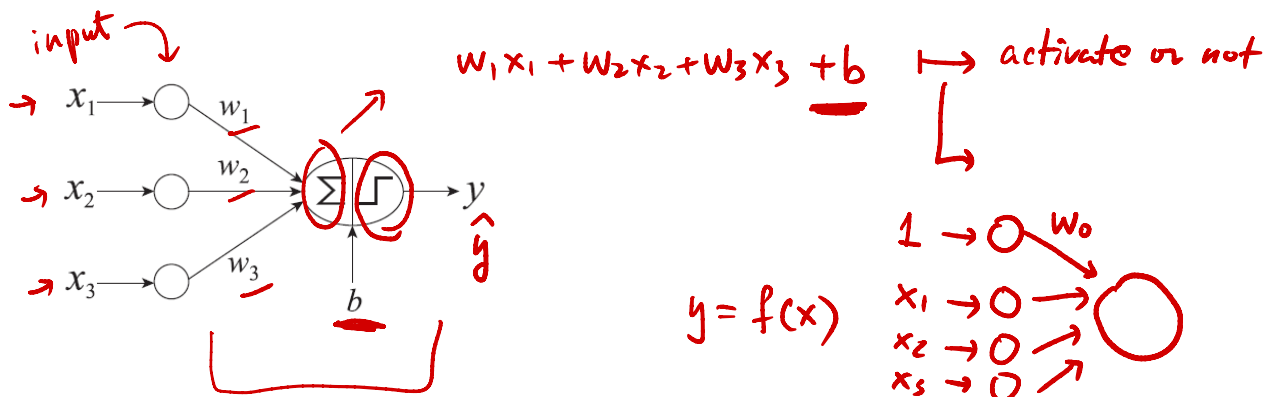 input
w₁x₁ + w₂x₂ + w₃x₃ + b ↦ activate or not
x₁ w₁
x₂ w₂ Σ y
ŷ
x₃ w₃
b
1 → w₀
y = f(x)
x₁ →
x₂ →
x₃ →